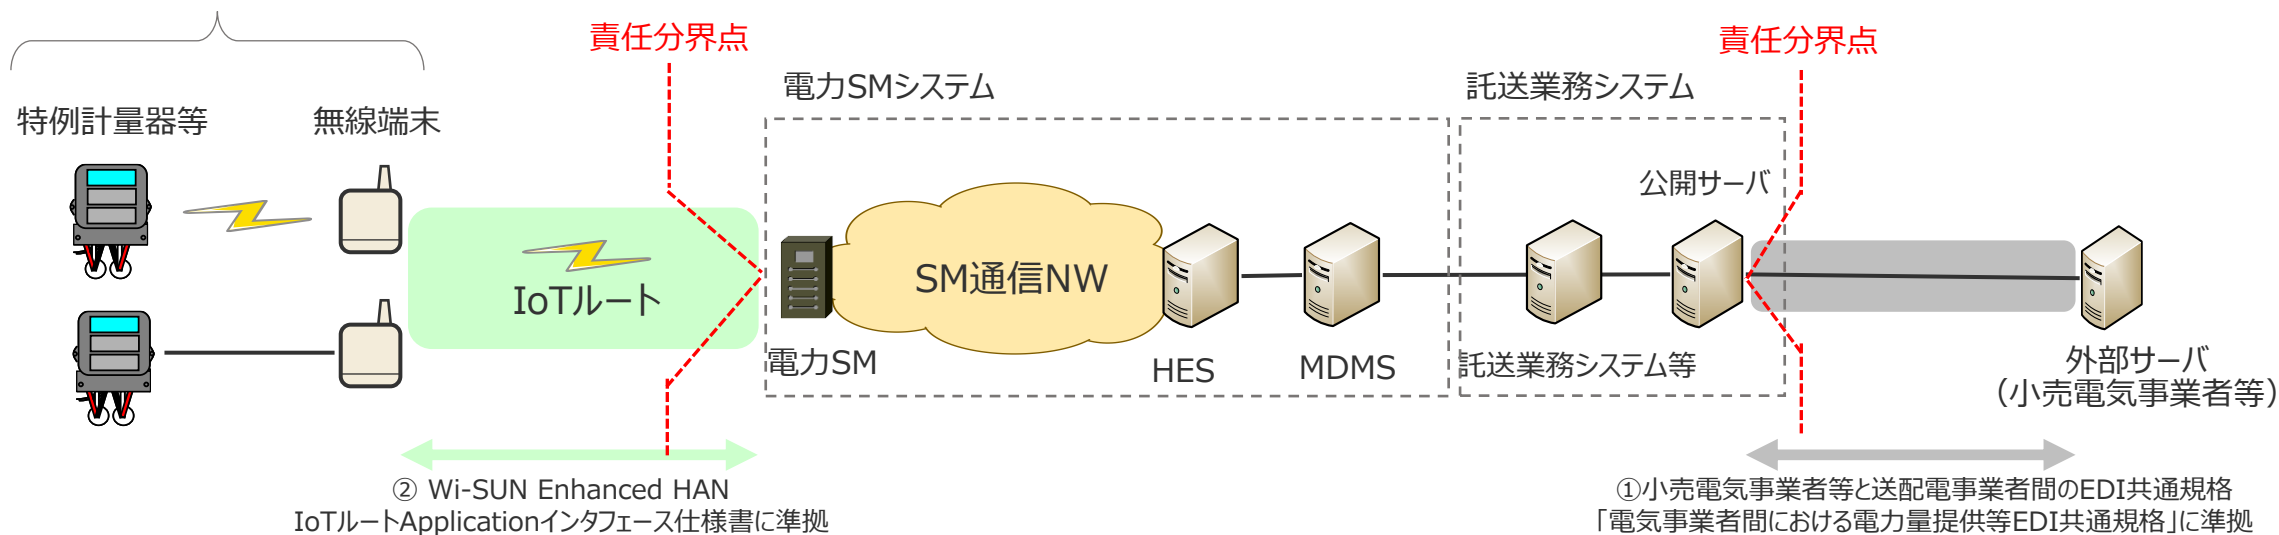 責任分界点
責任分界点
電力SMシステム
託送業務システム
特例計量器等
無線端末
公開サーバ
SM通信NW
IoTルート
電力SM
HES
MDMS
託送業務システム等
外部サーバ
（小売電気事業者等）
② Wi-SUN Enhanced HAN
IoTルートApplicationインタフェース仕様書に準拠
①小売電気事業者等と送配電事業者間のEDI共通規格
「電気事業者間における電力量提供等EDI共通規格」に準拠